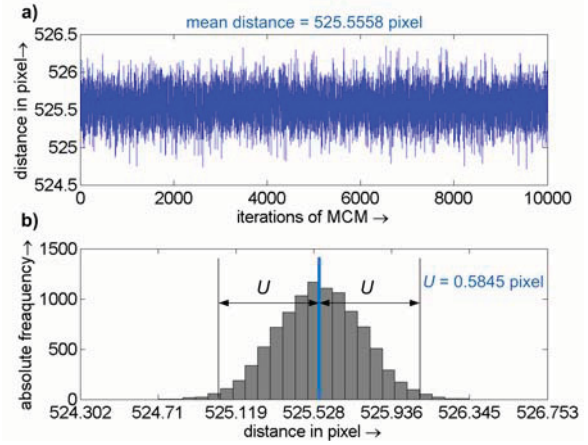 a)
mean distance = 525.5558 pixel
526.5
526
525.5
525
524.5
distance in pixel→
0 2000 4000 6000 8000 10000
iterations of MCM →
b)
1500
1000
500
0
absolute freaquency→
U U
U = 0.5845 pixel
524.302 524.71 525.119 525.528 525.936 526.345 526.753
distance in pixel →